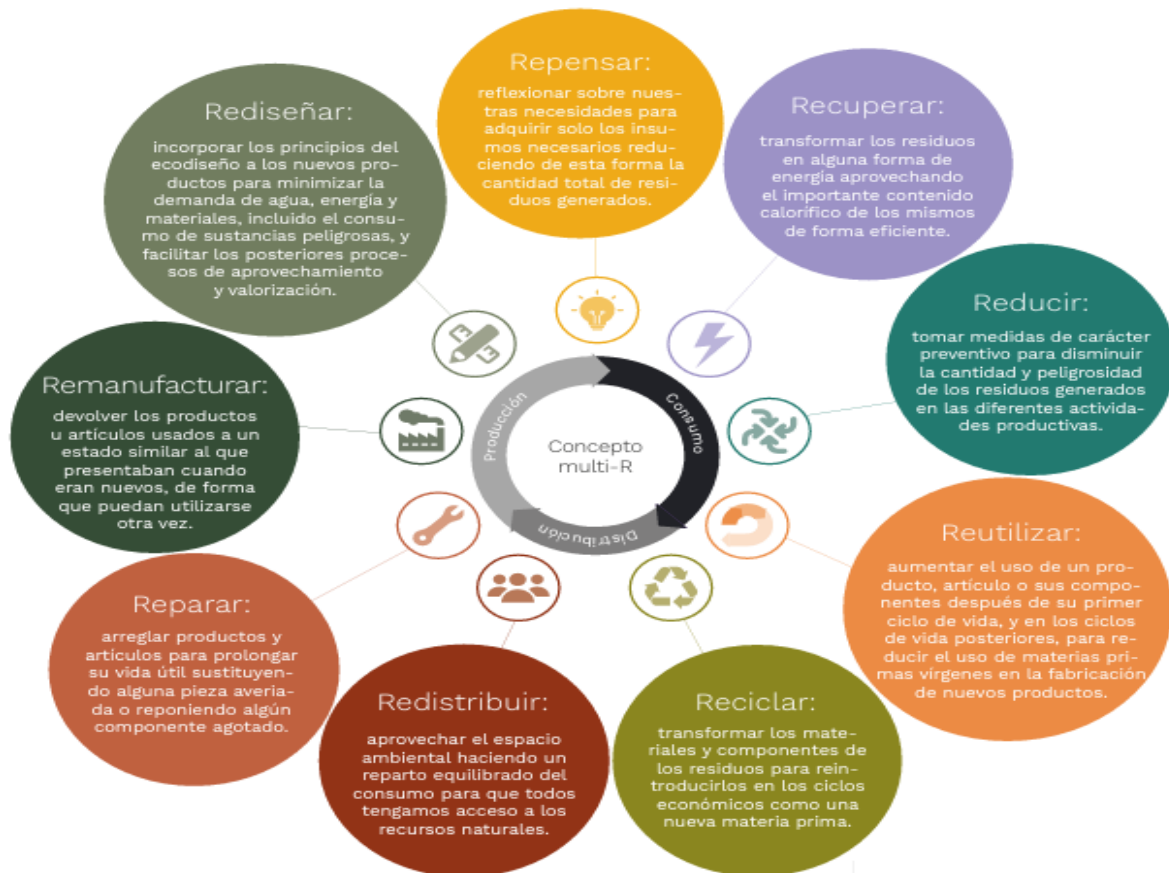 Repensar:
reflexionar sobre nues-
tras necesidades para
adquirir solo los insu-
mos necesarios redu-
ciendo de esta forma la
cantidad total de resi-
duos generados.
Recuperar:
transformar los residuos
en alguna forma de
energía aprovechando
el importante contenido
calorífico de los mismos
de forma eficiente.
Reducir:
tomar medidas de carácter
preventivo para disminuir
la cantidad y peligrosidad
de los residuos generados
en las diferentes activida-
des productivas.
Reutilizar:
aumentar el uso de un pro-
ducto, artículo o sus compo-
nentes después de su primer
ciclo de vida, y en los ciclos
de vida posteriores, para re-
ducir el uso de materias pri-
mas vírgenes en la fabricación
de nuevos productos.
Reciclar:
transformar los mate-
riales y componentes de
los residuos para rein-
troducirlos en los ciclos
económicos como una
nueva materia prima.
Redistribuir:
aprovechar el espacio
ambiental haciendo un
reparto equilibrado del
consumo para que todos
tengamos acceso a los
recursos naturales.
Reparar:
arreglar productos y
artículos para prolongar
su vida útil sustituyen-
do alguna pieza averia-
da o reponiendo algún
componente agotado.
Remanufacturar:
devolver los productos
u artículos usados a un
estado similar al que
presentaban cuando
eran nuevos, de forma
que puedan utilizarse
otra vez.
Rediseñar:
incorporar los principios del
ecodiseño a los nuevos pro-
ductos para minimizar la
demanda de agua, energía y
materiales, incluido el consu-
mo de sustancias peligrosas, y
facilitar los posteriores proce-
sos de aprovechamiento
y valorización.
Producción
Consumo
Distribución
Concepto
multi-R